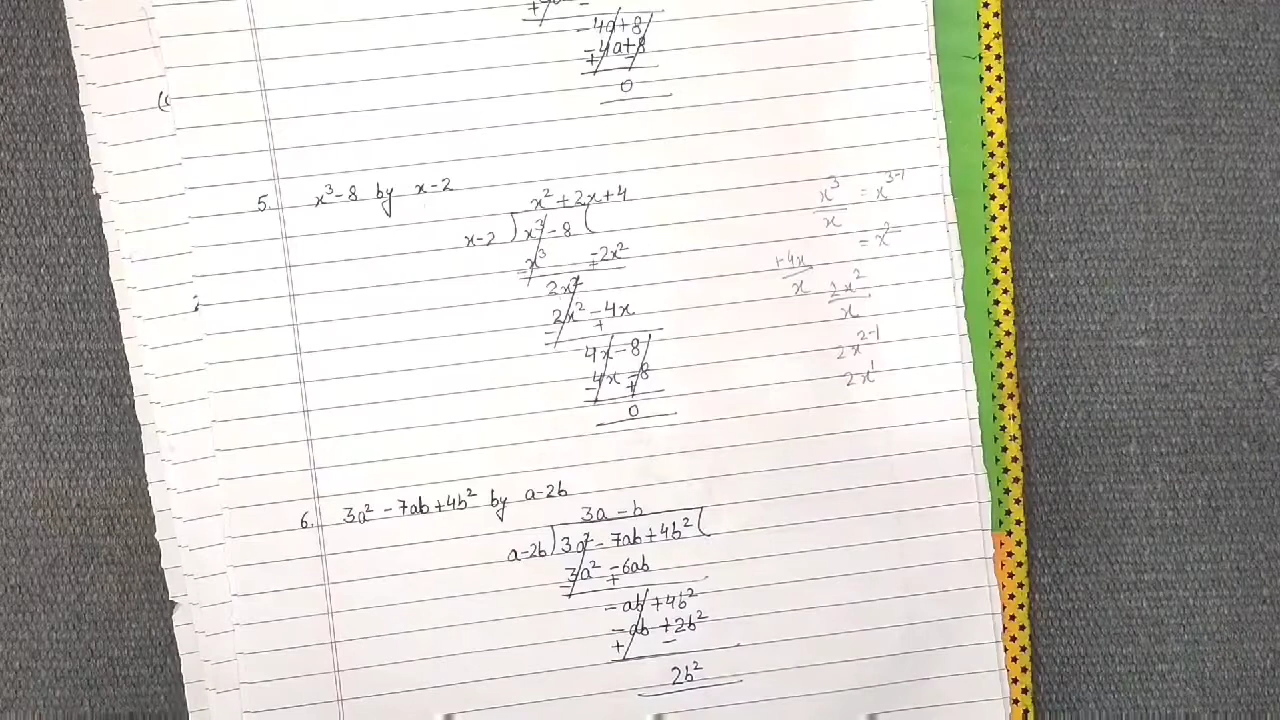 -4a+8
-4a+8
+ -
0
5. x³-8 by x-2
x²+2x+4
x-2 ) x³-8 (
x³ -2x²
- +
2x²
2x² -4x
- +
4x-8
4x-8
- +
0
x³/x = x³⁻¹
= x²
+4x/x
2x²/x
2x²⁻¹
2x¹
6. 3a² - 7ab + 4b² by a-2b
3a - b
a-2b ) 3a² - 7ab + 4b² (
3a² -6ab
- +
-ab + 4b²
-ab + 2b²
+ -
2b²